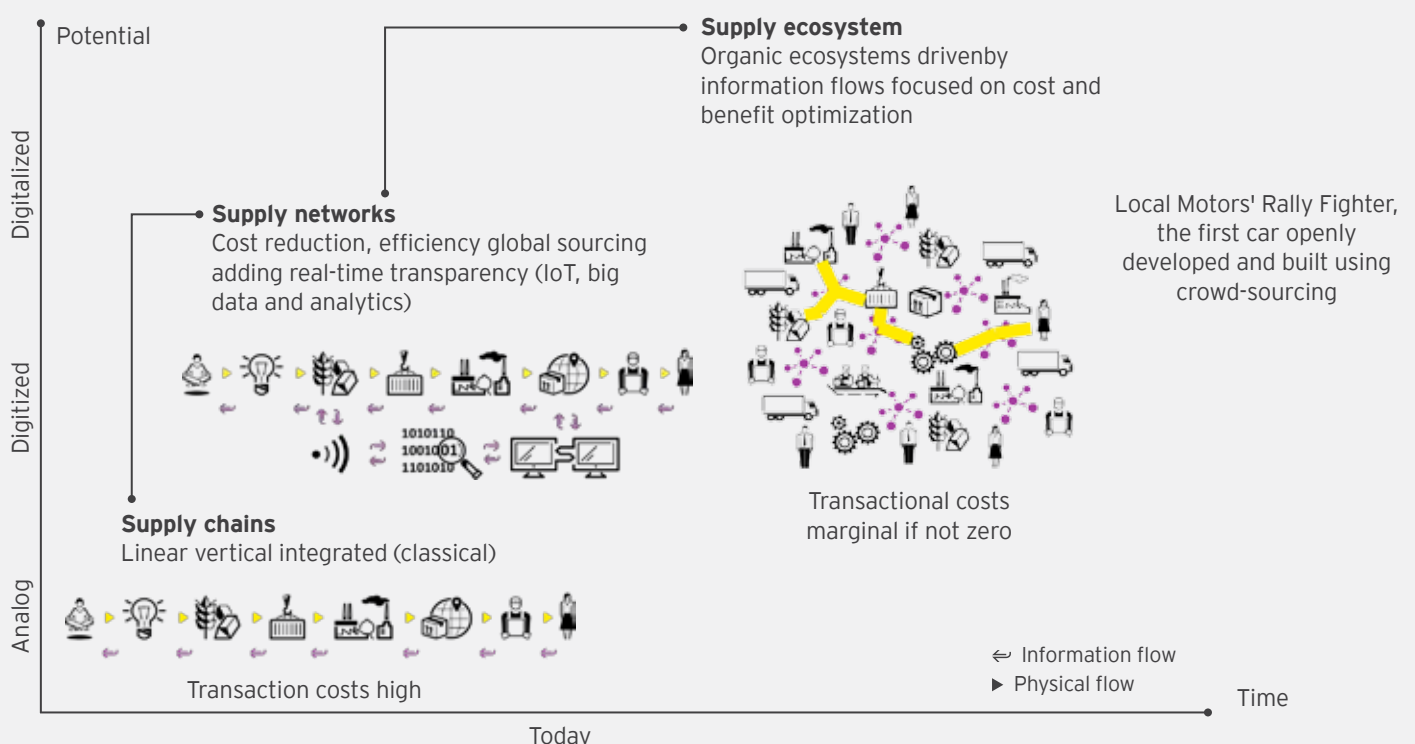 Potential
Supply ecosystem
Organic ecosystems drivenby
information flows focused on cost and
benefit optimization
Digitalized
Supply networks
Cost reduction, efficiency global sourcing
adding real-time transparency (IoT, big
data and analytics)
Local Motors' Rally Fighter,
the first car openly
developed and built using
crowd-sourcing
Digitized
1010110
1001001
1101010
Transactional costs
marginal if not zero
Supply chains
Linear vertical integrated (classical)
Analog
Transaction costs high
Information flow
Physical flow
Time
Today